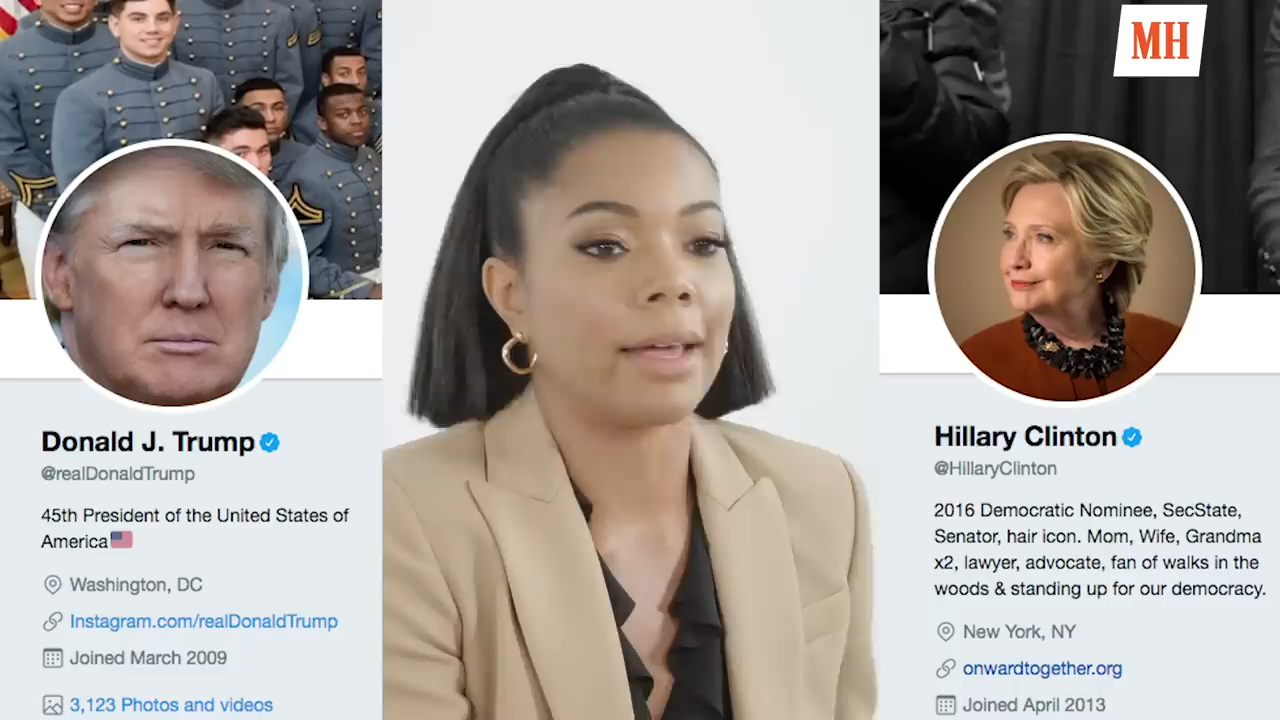 MH
Donald J. Trump
@realDonaldTrump
45th President of the United States of
America🇺🇸
Washington, DC
Instagram.com/realDonaldTrump
Joined March 2009
3,123 Photos and videos
Hillary Clinton
@HillaryClinton
2016 Democratic Nominee, SecState,
Senator, hair icon. Mom, Wife, Grandma
x2, lawyer, advocate, fan of walks in the
woods & standing up for our democracy.
New York, NY
onwardtogether.org
Joined April 2013